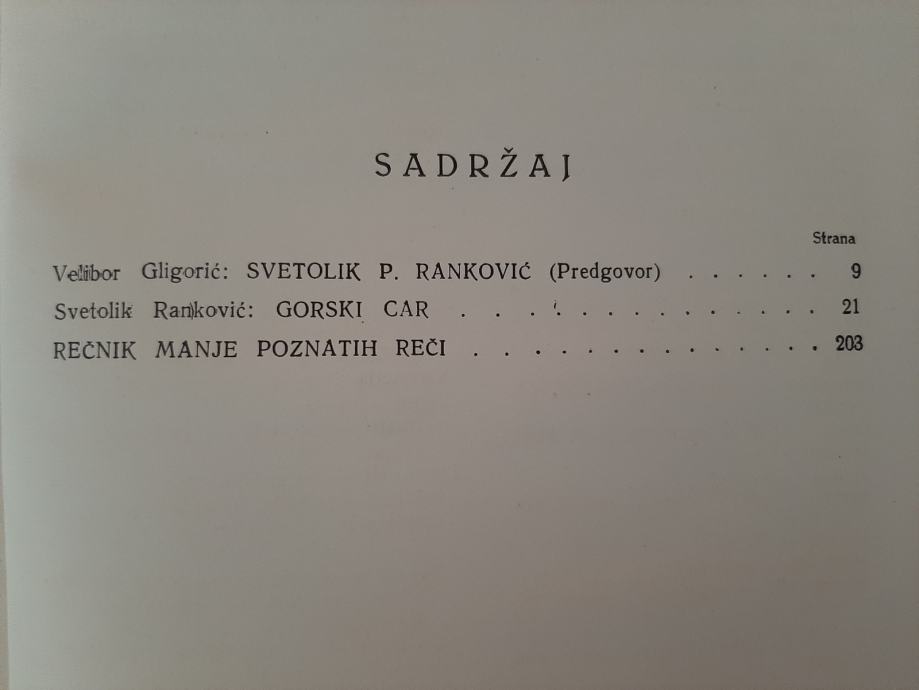 SADRŽAJ
Strana
Velibor Gligorić: SVETOLIK P. RANKOVIĆ (Predgovor) . . . . . . 9
Svetolik Ranković: GORSKI CAR . . . . . . . . . . . . 21
REČNIK MANJE POZNATIH REČI . . . . . . . . . . . . 203